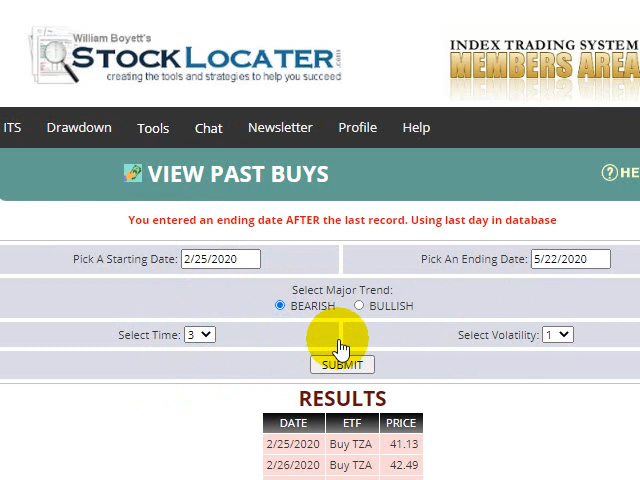 William Boyett's
STOCKLOCATER.com
creating the tools and strategies to help you succeed
INDEX TRADING SYSTEM
MEMBERS AREA
ITS Drawdown Tools Chat Newsletter Profile Help
VIEW PAST BUYS
? HE
You entered an ending date AFTER the last record. Using last day in database
Pick A Starting Date: 2/25/2020 Pick An Ending Date: 5/22/2020
Select Major Trend:
BEARISH BULLISH
Select Time: 3 Select Volatility: 1
SUBMIT
RESULTS
DATE ETF PRICE
2/25/2020 Buy TZA 41.13
2/26/2020 Buy TZA 42.49